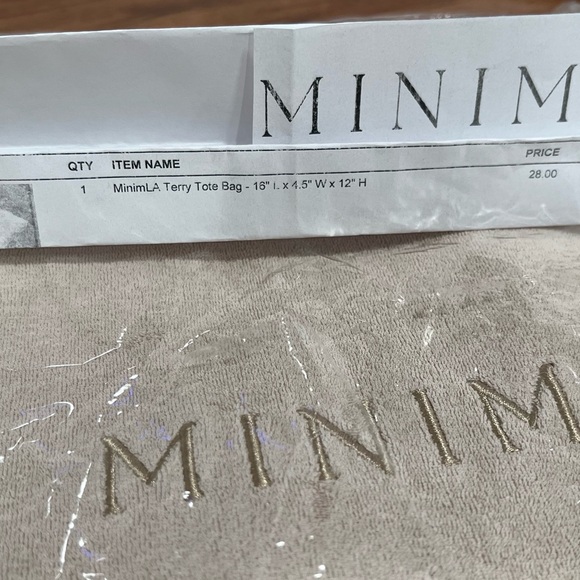 MINIM
QTY ITEM NAME PRICE
1 MinimLA Terry Tote Bag - 16" L x 4.5" W x 12" H 28.00
MINIM